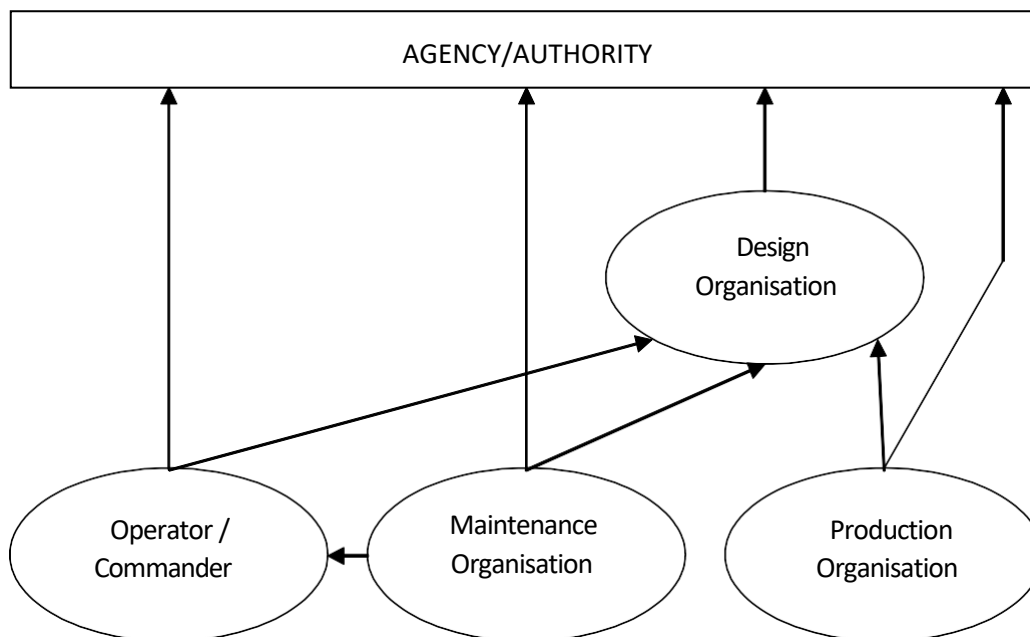 AGENCY/AUTHORITY
Design
Organisation
Operator /
Commander
Maintenance
Organisation
Production
Organisation